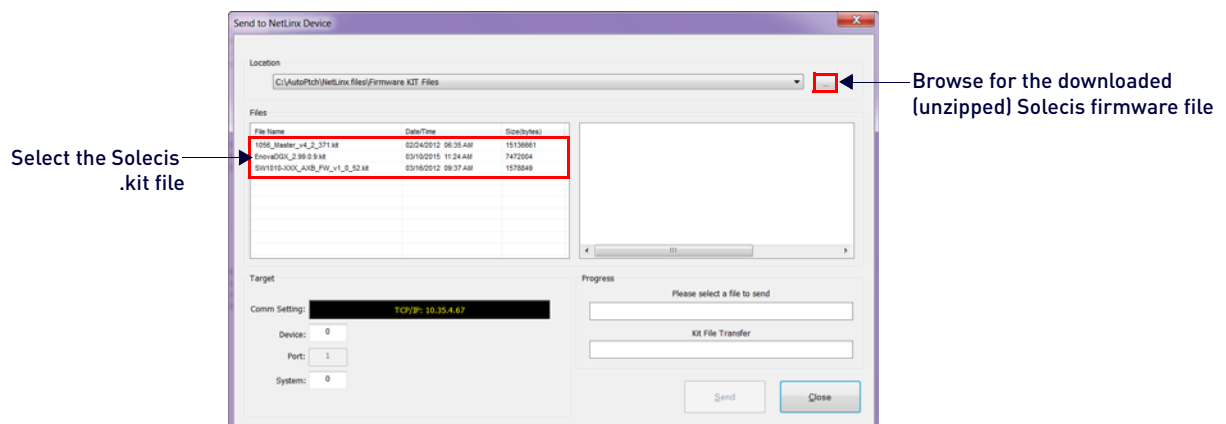 Send to NetLinx Device
X
Location
C:\AutoPtch\NetLinx files\Firmware KIT Files
...
Browse for the downloaded
(unzipped) Solecis firmware file
Files
File Name Date/Time Size(bytes)
1056_Master_v4_2_371.kit 02/24/2012 06:35 AM 15136661
EnovaDGX_2.99.0.9.kit 03/10/2015 11:24 AM 7472004
SW1010-XXX_AXB_FW_v1_0_52.kit 03/16/2012 09:37 AM 1578849
Select the Solecis
.kit file
Target
Comm Setting: TCP/IP: 10.35.4.67
Device: 0
Port: 1
System: 0
Progress
Please select a file to send
Kit File Transfer
Send
Close